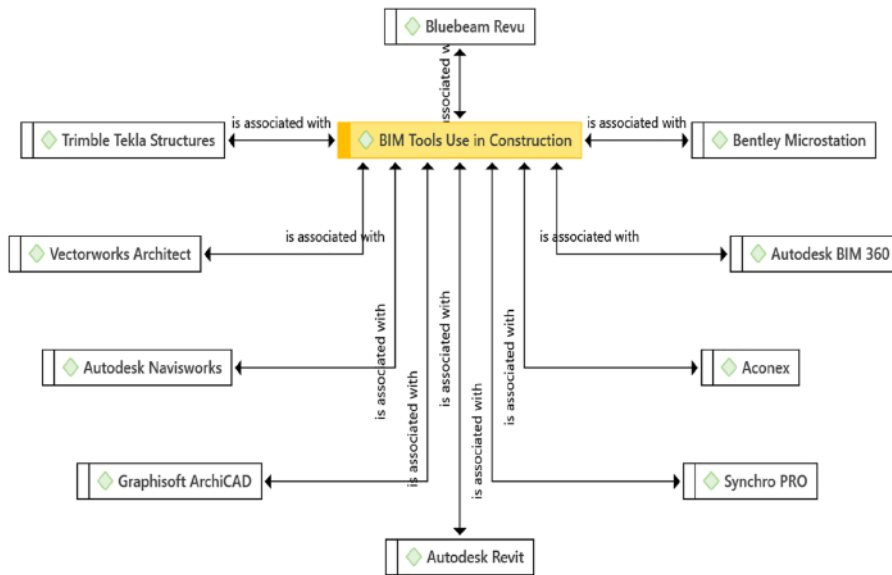 Bluebeam Revu
is associated with
is associated with
Trimble Tekla Structures
BIM Tools Use in Construction
is associated with
Bentley Microstation
Vectorworks Architect
is associated with
is associated with
Autodesk BIM 360
Autodesk Navisworks
is associated with
is associated with
is associated with
is associated with
is associated with
Aconex
Graphisoft ArchiCAD
Synchro PRO
Autodesk Revit